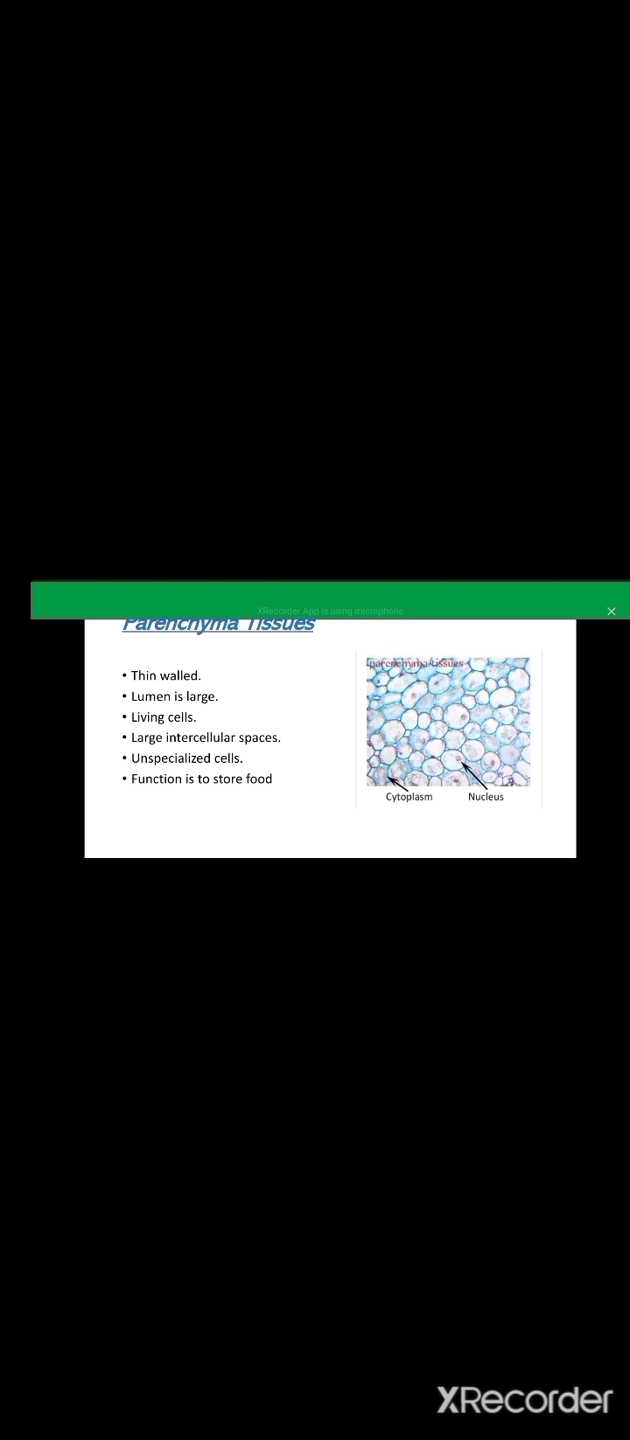 XRecorder App is using microphone
Parenchyma Tissues
• Thin walled.
• Lumen is large.
• Living cells.
• Large intercellular spaces.
• Unspecialized cells.
• Function is to store food
parenchyma tissues
Cytoplasm Nucleus
XRecorder